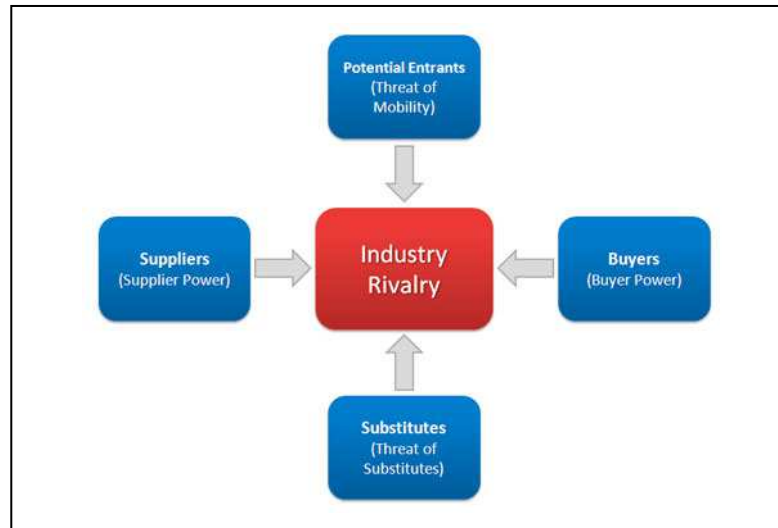 Potential Entrants
(Threat of
Mobility)
Suppliers
(Supplier Power)
Industry
Rivalry
Buyers
(Buyer Power)
Substitutes
(Threat of
Substitutes)